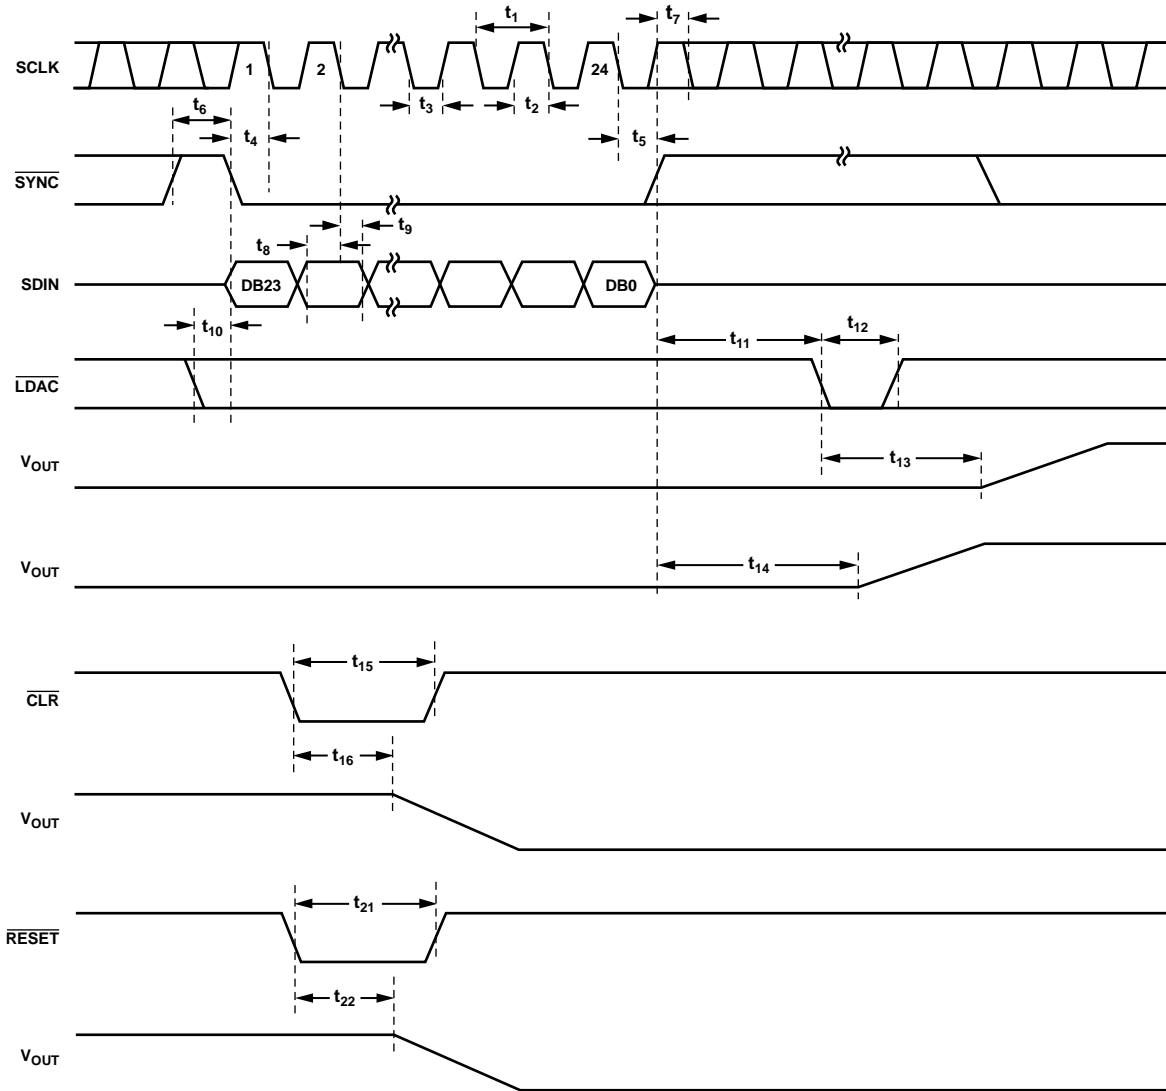 t1
t7
SCLK
1
2
24
t3
t2
t6
t4
t5
SYNC
t9
t8
SDIN
DB23
DB0
t10
t11
t12
LDAC
t13
VOUT
t14
VOUT
t15
CLR
t16
VOUT
t21
RESET
t22
VOUT